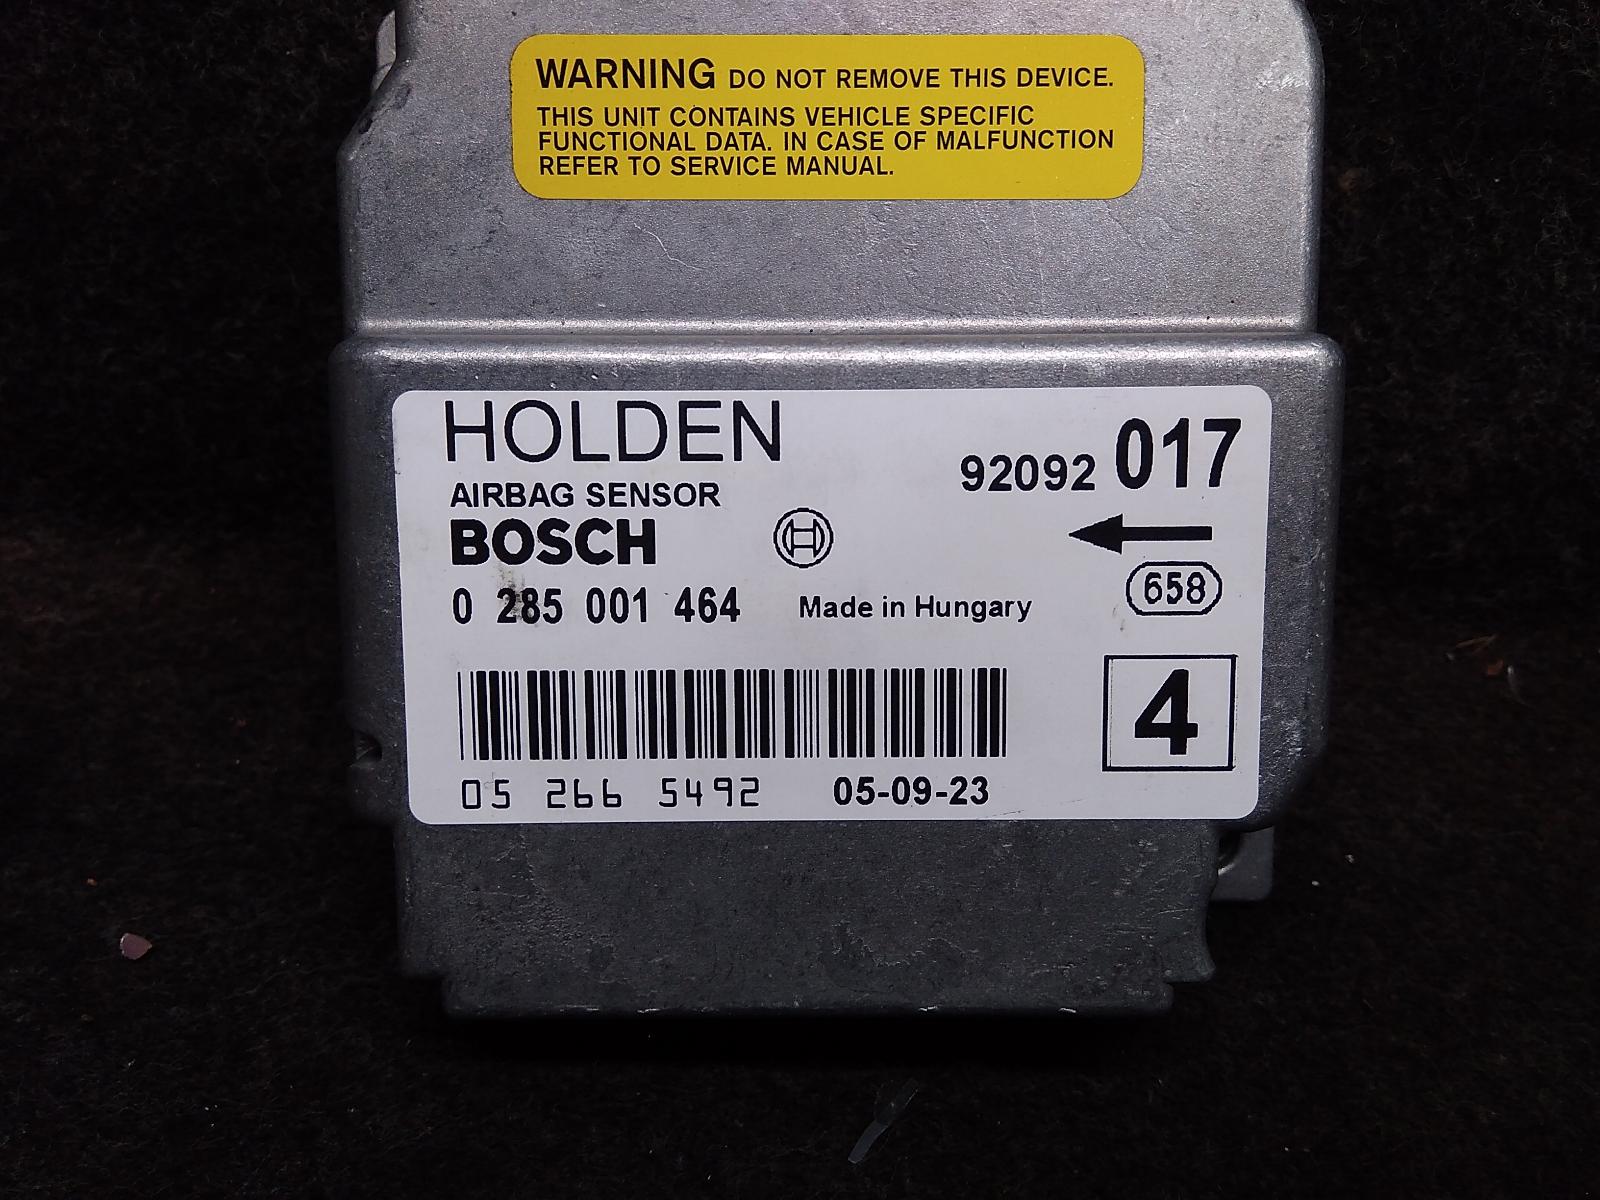 WARNING DO NOT REMOVE THIS DEVICE.
THIS UNIT CONTAINS VEHICLE SPECIFIC
FUNCTIONAL DATA. IN CASE OF MALFUNCTION
REFER TO SERVICE MANUAL.
HOLDEN
92092 017
AIRBAG SENSOR
BOSCH
0 285 001 464 Made in Hungary
658
4
05 266 5492 05-09-23